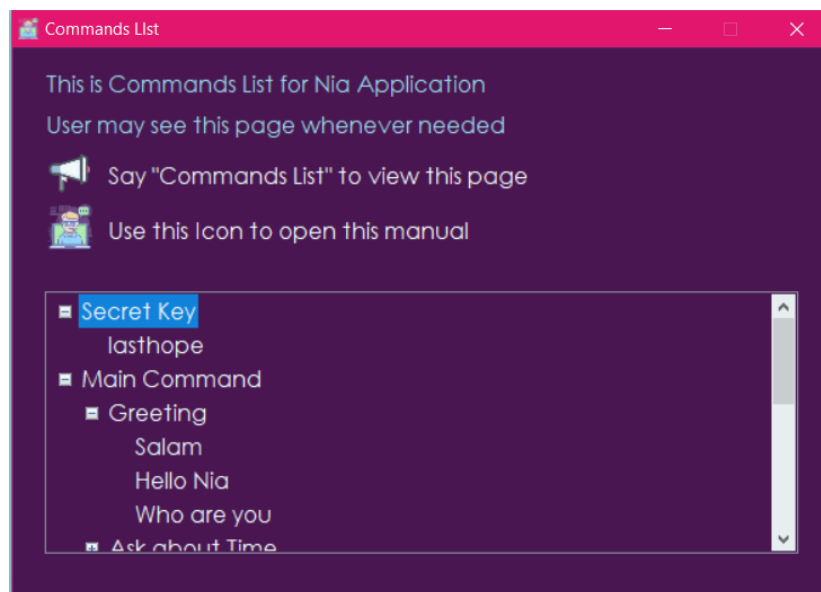 Commands LIst
This is Commands List for Nia Application
User may see this page whenever needed
Say "Commands List" to view this page
Use this Icon to open this manual
Secret Key
lasthope
Main Command
Greeting
Salam
Hello Nia
Who are you
Ask about Time